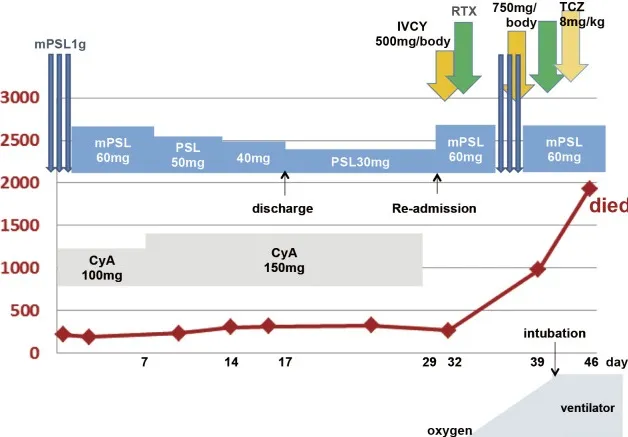 RTX
750mg/
body
TCZ
8mg/kg
IVCY
500mg/body
mPSL1g
3000
2500
2000
1500
1000
500
0
mPSL
60mg
PSL
50mg
40mg
PSL30mg
mPSL
60mg
mPSL
60mg
discharge
Re-admission
died
CyA
100mg
CyA
150mg
intubation
7 14 17 29 32 39 46 day
ventilator
oxygen